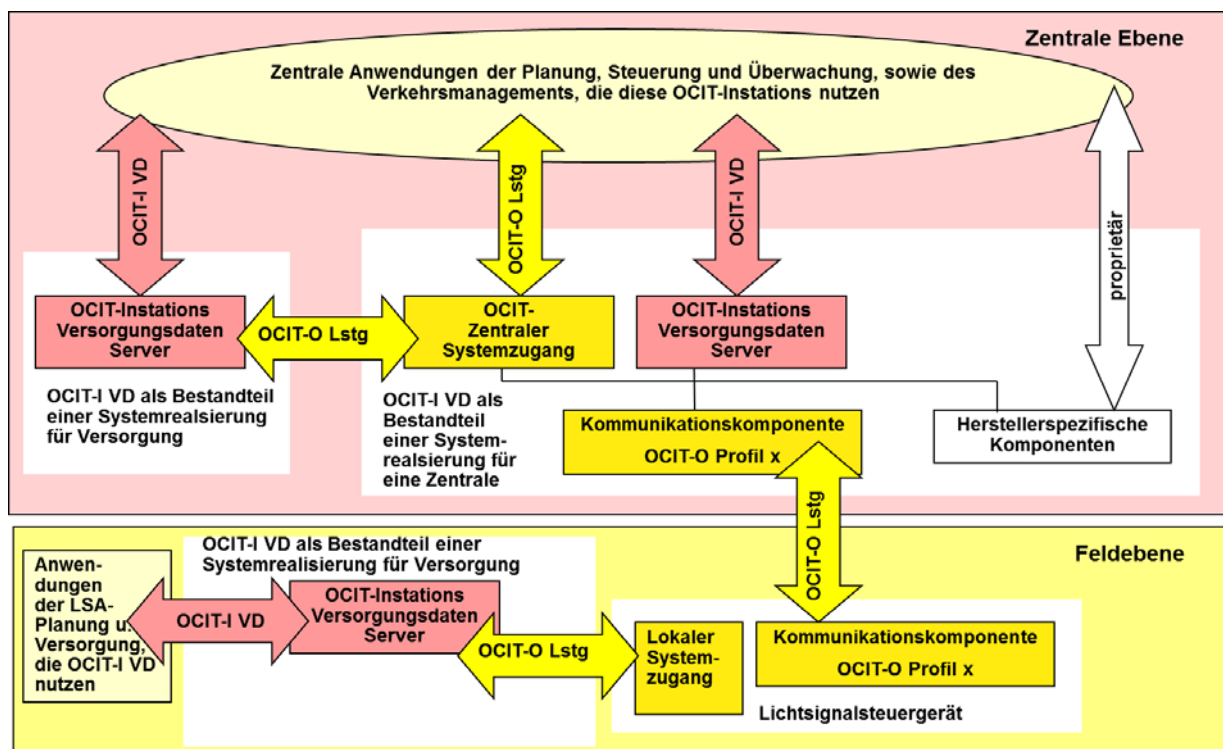 Zentrale Ebene
Zentrale Anwendungen der Planung, Steuerung und Überwachung, sowie des
Verkehrsmanagements, die diese OCIT-Instations nutzen
OCIT-I VD
OCIT-O Lstg
OCIT-I VD
proprietär
OCIT-Instations
Versorgungsdaten
Server
OCIT-O Lstg
OCIT-
Zentraler
Systemzugang
OCIT-Instations
Versorgungsdaten
Server
OCIT-I VD als Bestandteil
einer Systemrealsierung
für Versorgung
OCIT-I VD als
Bestandteil
einer System-
realsierung für
eine Zentrale
Kommunikationskomponente
OCIT-O Profil x
Herstellerspezifische
Komponenten
OCIT-O Lstg
Feldebene
Anwen-
dungen
der LSA-
Planung u.
Versorgung,
die OCIT-I VD
nutzen
OCIT-I VD als Bestandteil einer
Systemrealisierung für Versorgung
OCIT-I VD
OCIT-Instations
Versorgungsdaten
Server
OCIT-O Lstg
Lokaler
System-
zugang
Kommunikationskomponente
OCIT-O Profil x
Lichtsignalsteuergerät